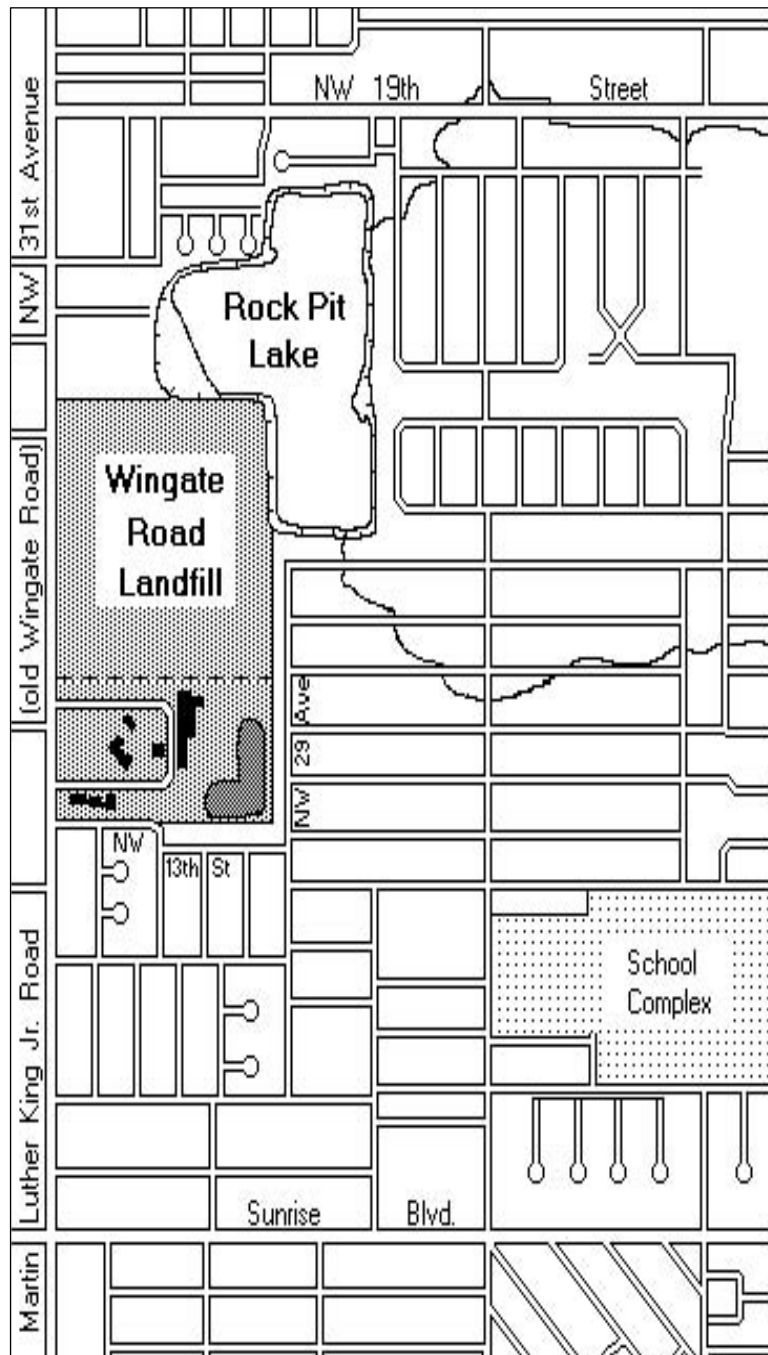 NW 19th Street
NW 31st Avenue
Rock Pit
Lake
(old Wingate Road)
Wingate
Road
Landfill
NW 29 Ave
NW
13th St
School
Complex
Martin Luther King Jr. Road
Sunrise Blvd.